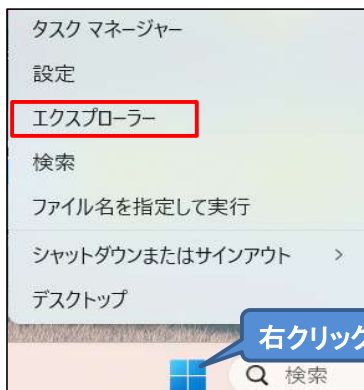 タスク マネージャー
設定
エクスプローラー
検索
ファイル名を指定して実行
シャットダウンまたはサインアウト
デスクトップ
右クリック
検索